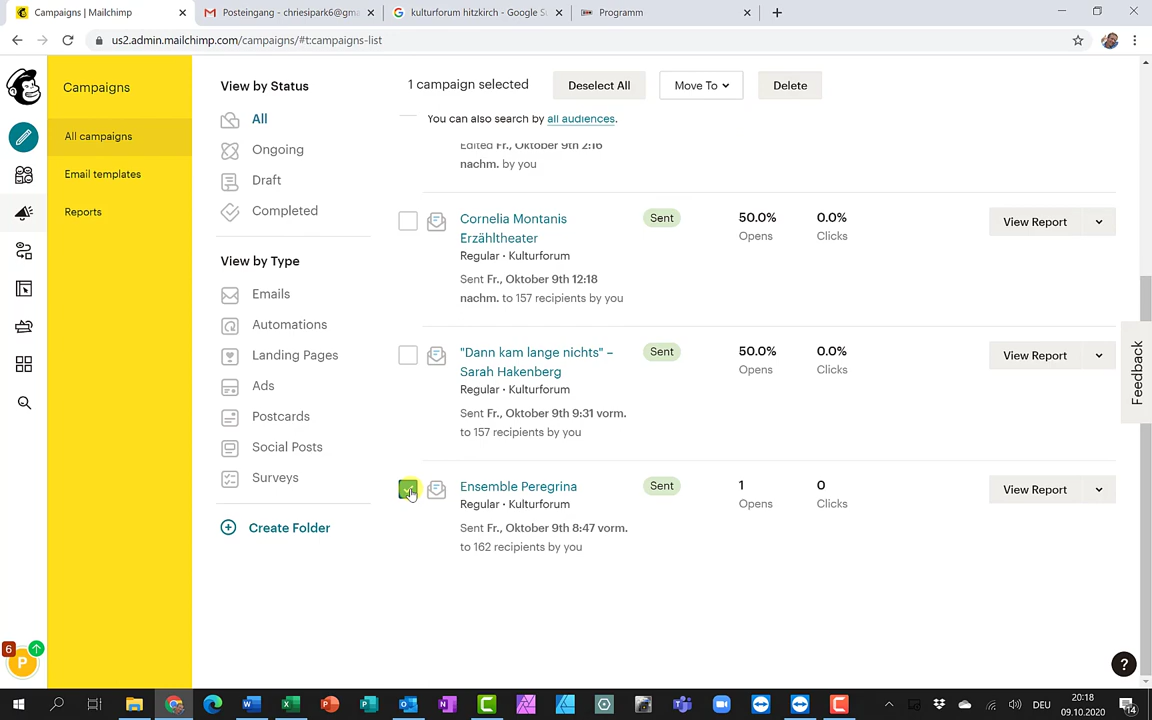 Campaigns | Mailchimp
Posteingang - chriesipark6@gma
kulturforum hitzkirch - Google Su
Programm
us2.admin.mailchimp.com/campaigns/#t:campaigns-list
Campaigns
All campaigns
Email templates
Reports
View by Status
All
Ongoing
Draft
Completed
View by Type
Emails
Automations
Landing Pages
Ads
Postcards
Social Posts
Surveys
Create Folder
1 campaign selected
Deselect All
Move To
Delete
You can also search by all audiences.
Edited Fr., Oktober 9th 2:16
nachm. by you
Cornelia Montanis
Erzähltheater
Regular · Kulturforum
Sent Fr., Oktober 9th 12:18
nachm. to 157 recipients by you
Sent
50.0%
Opens
0.0%
Clicks
View Report
"Dann kam lange nichts" –
Sarah Hakenberg
Regular · Kulturforum
Sent Fr., Oktober 9th 9:31 vorm.
to 157 recipients by you
Sent
50.0%
Opens
0.0%
Clicks
View Report
Ensemble Peregrina
Regular · Kulturforum
Sent Fr., Oktober 9th 8:47 vorm.
to 162 recipients by you
Sent
1
Opens
0
Clicks
View Report
Feedback
6
P
?
DEU
20:18
09.10.2020
14